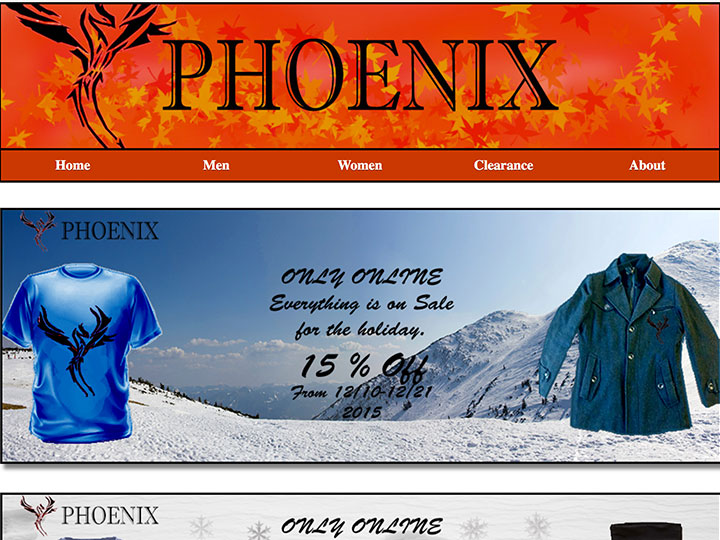 PHOENIX
Home Men Women Clearance About
PHOENIX
ONLY ONLINE
Everything is on Sale
for the holiday.
15 % Off
From 12/10-12/21
2015
PHOENIX
ONLY ONLINE